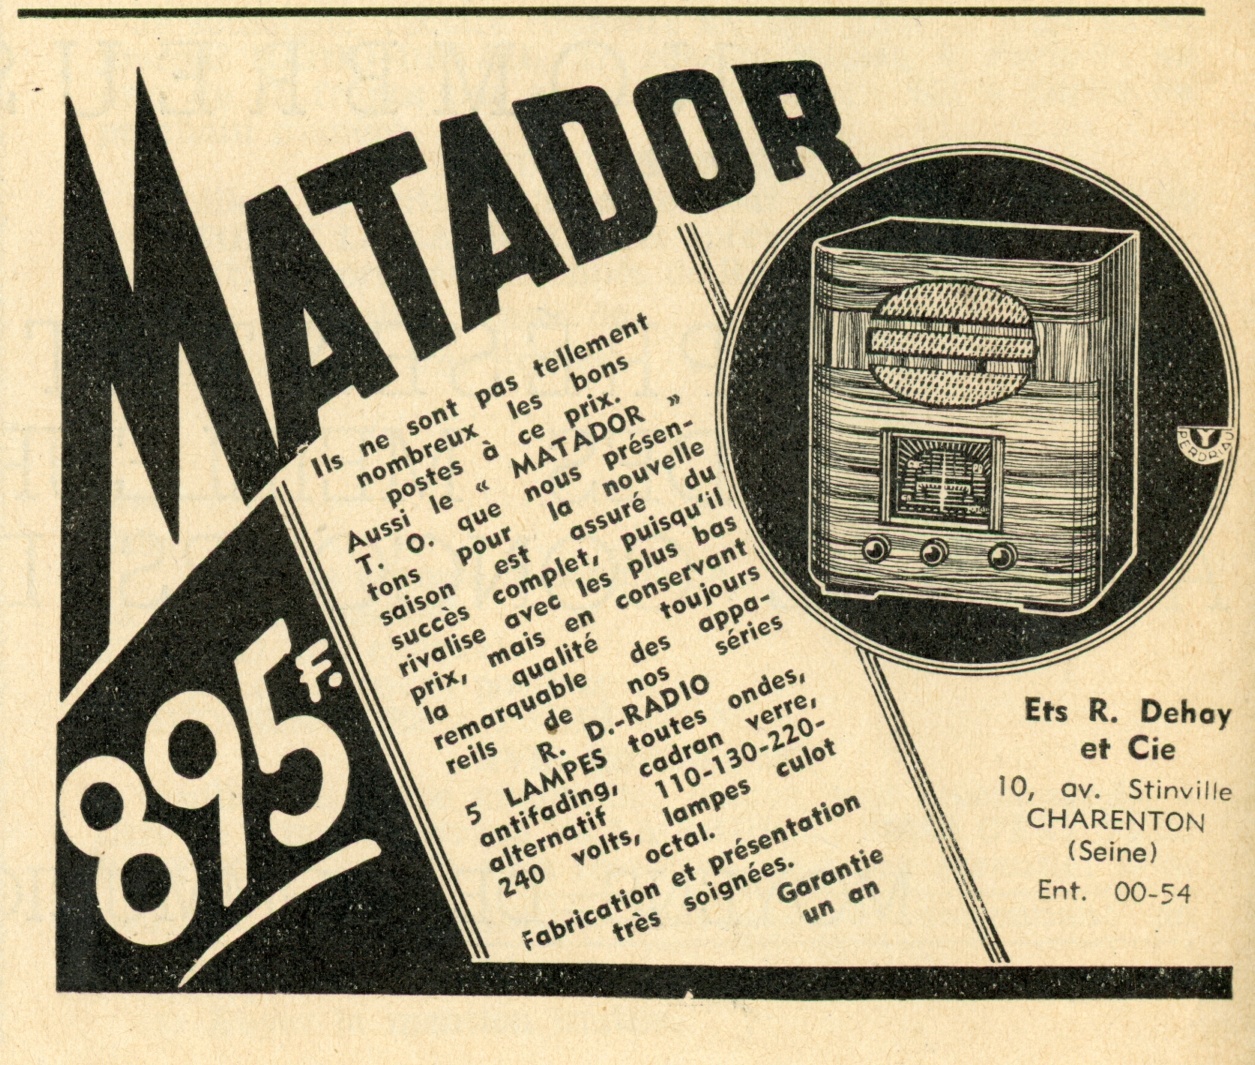 MATADOR
895 F.
Ils ne sont pas tellement
nombreux les bons
postes à ce prix.
Aussi le « MATADOR »
T. O. que nous présen-
tons pour la nouvelle
saison est assuré du
succès complet, puisqu'il
rivalise avec les plus bas
prix, mais en conservant
la qualité toujours
remarquable des appa-
reils de nos séries
R. D.-RADIO
5 LAMPES toutes ondes,
antifading, cadran verre,
alternatif 110-130-220-
240 volts, lampes culot
octal.
Fabrication et présentation
très soignées.
Garantie
un an
PERDRIAU
Ets R. Dehay
et Cie
10, av. Stinville
CHARENTON
(Seine)
Ent. 00-54